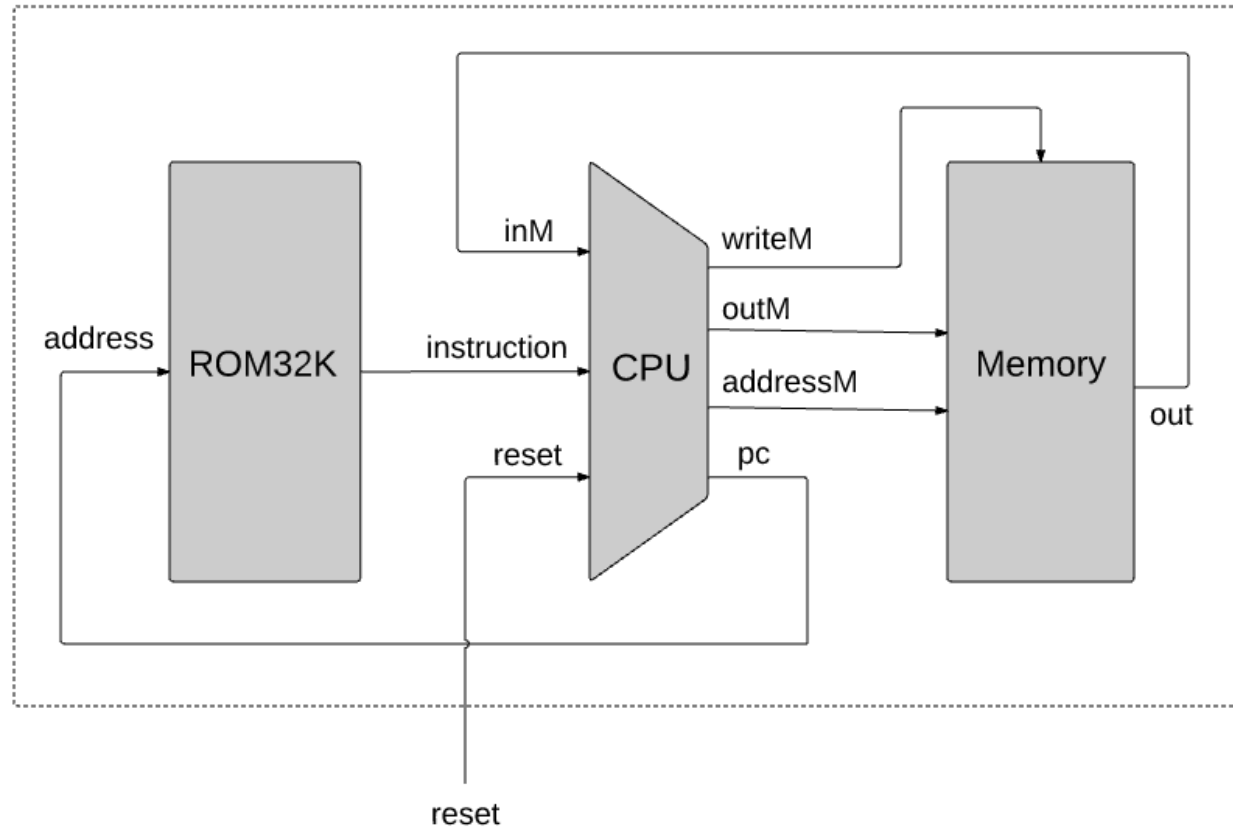 inM
writeM
outM
address
instruction
ROM32K
CPU
Memory
addressM
out
reset
pc
reset